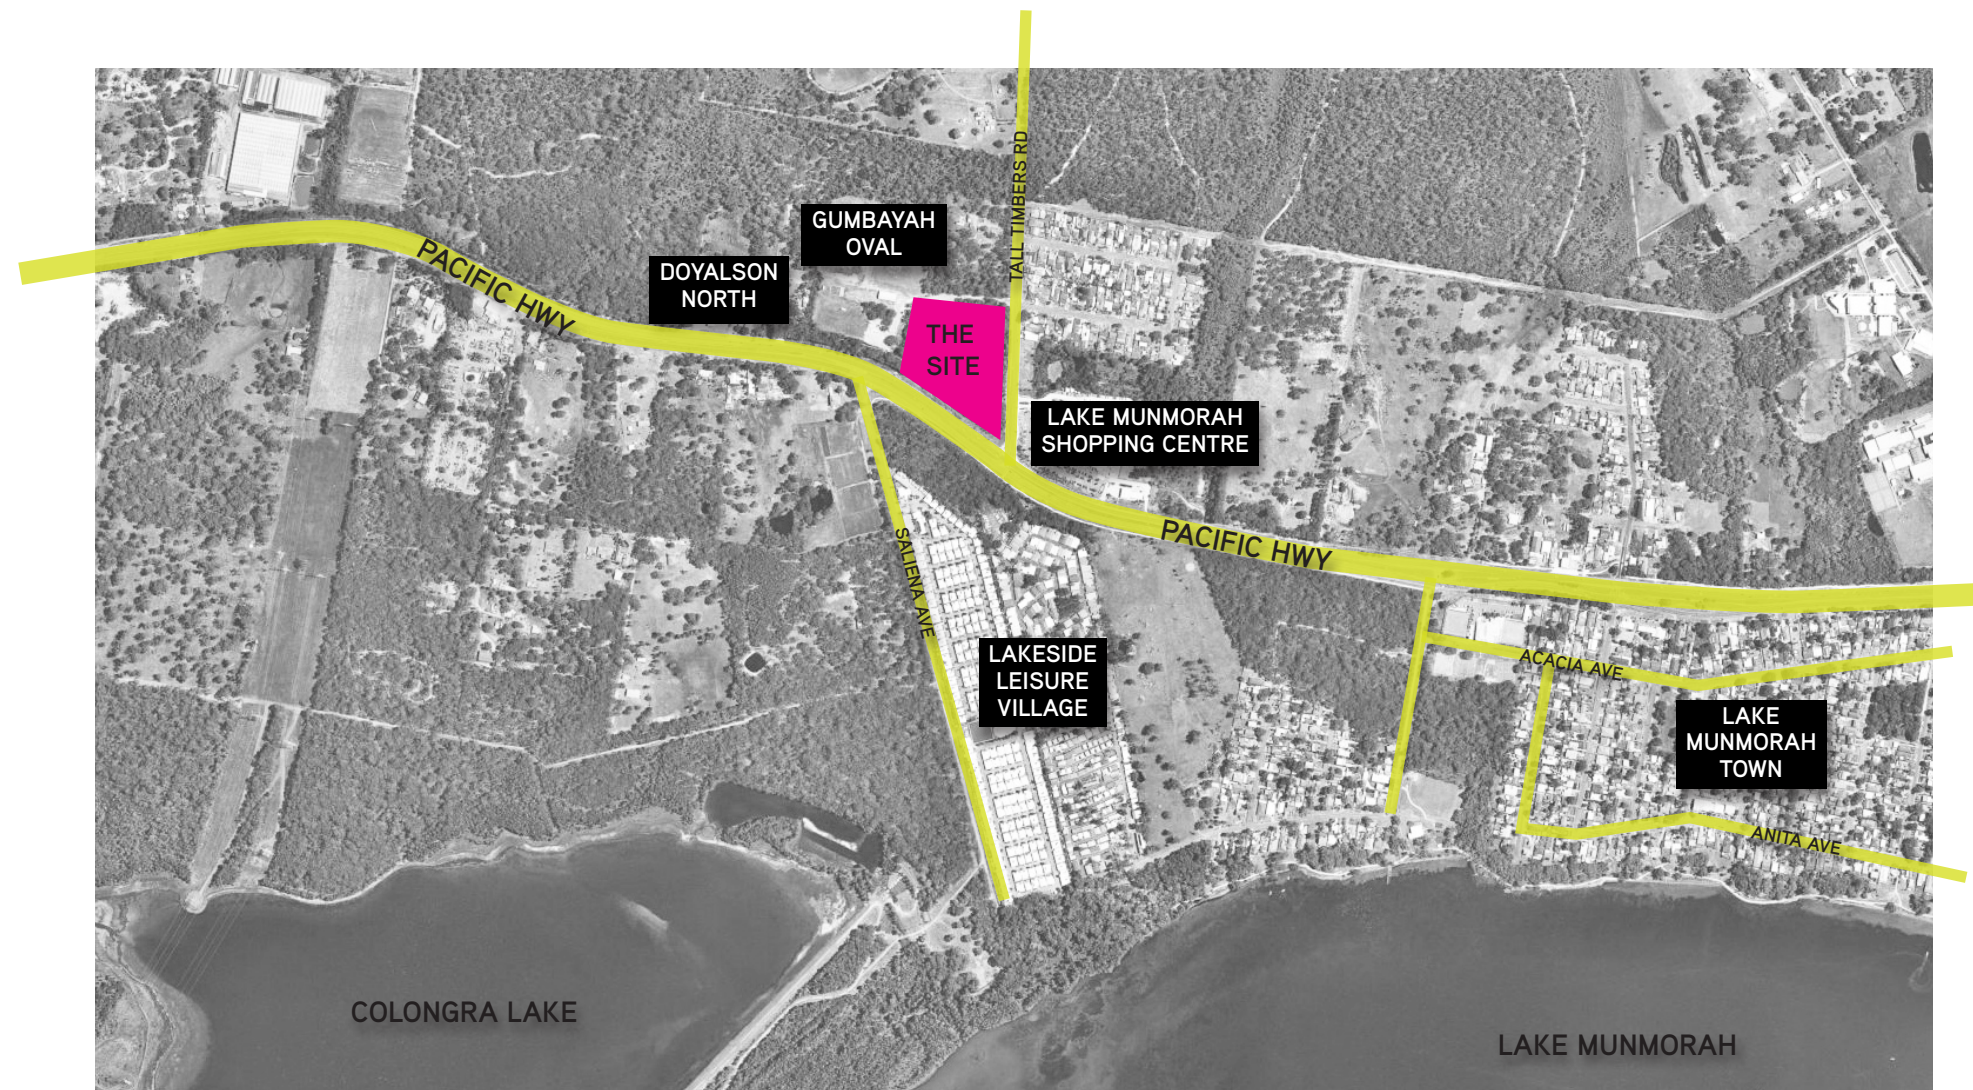 TALL TIMBERS RD
GUMBAYAH
OVAL
DOYALSON
NORTH
PACIFIC HWY
THE
SITE
LAKE MUNMORAH
SHOPPING CENTRE
PACIFIC HWY
SALIENA AVE
LAKESIDE
LEISURE
VILLAGE
ACACIA AVE
LAKE
MUNMORAH
TOWN
ANITA AVE
COLONGRA LAKE
LAKE MUNMORAH